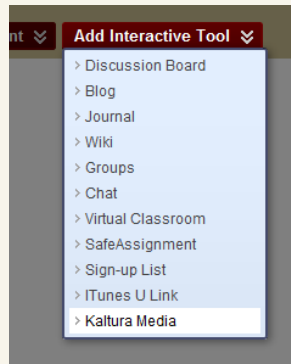 nt Add Interactive Tool
Discussion Board
Blog
Journal
Wiki
Groups
Chat
Virtual Classroom
SafeAssignment
Sign-up List
ITunes U Link
Kaltura Media